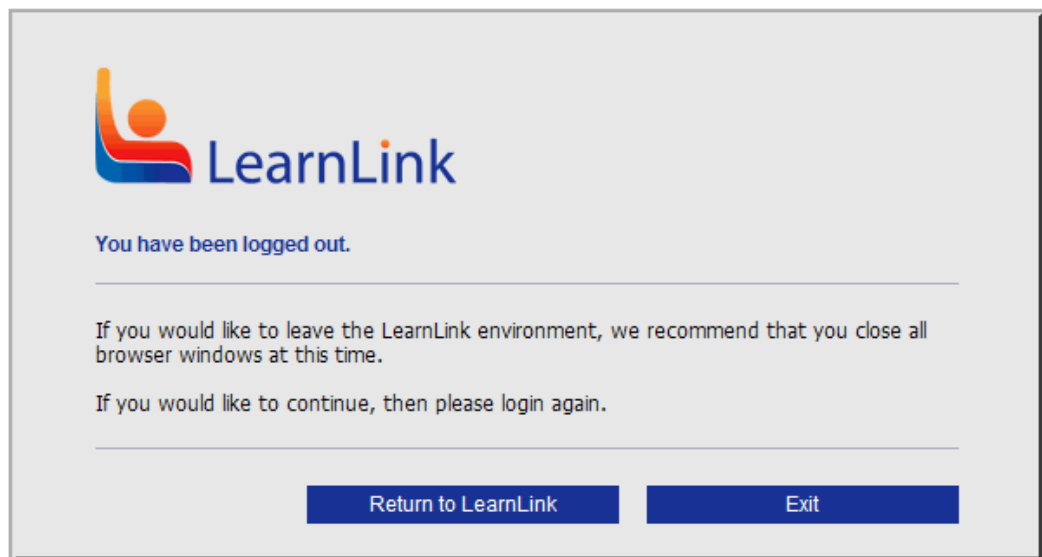 LearnLink
You have been logged out.
If you would like to leave the LearnLink environment, we recommend that you close all
browser windows at this time.
If you would like to continue, then please login again.
Return to LearnLink
Exit